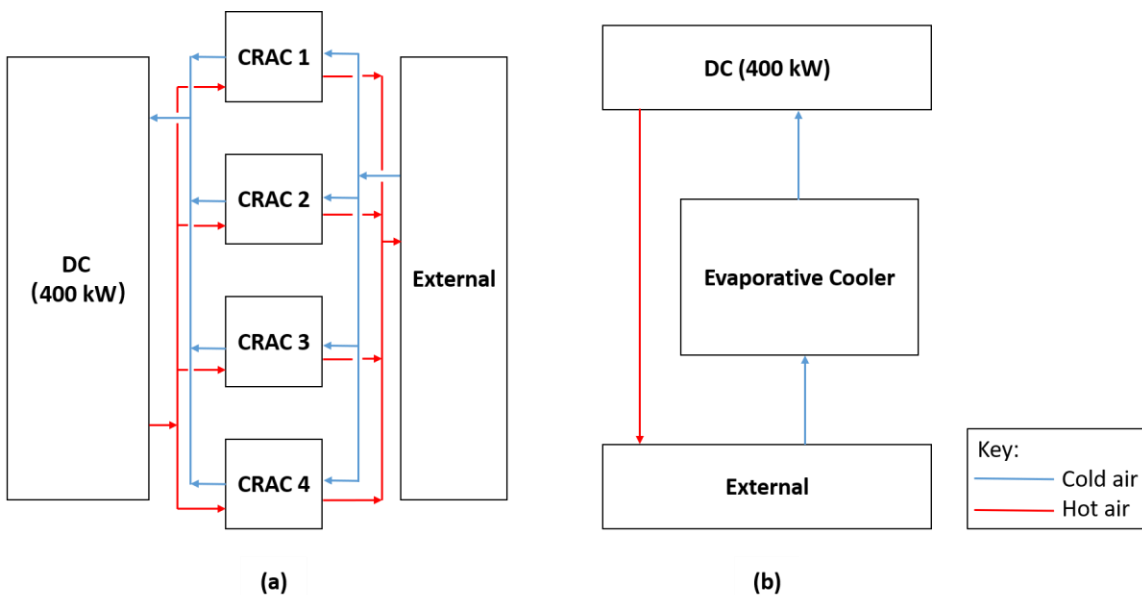 CRAC 1
CRAC 2
DC
(400 kW)
External
CRAC 3
CRAC 4
(a)
DC (400 kW)
Evaporative Cooler
External
Key:
Cold air
Hot air
(b)